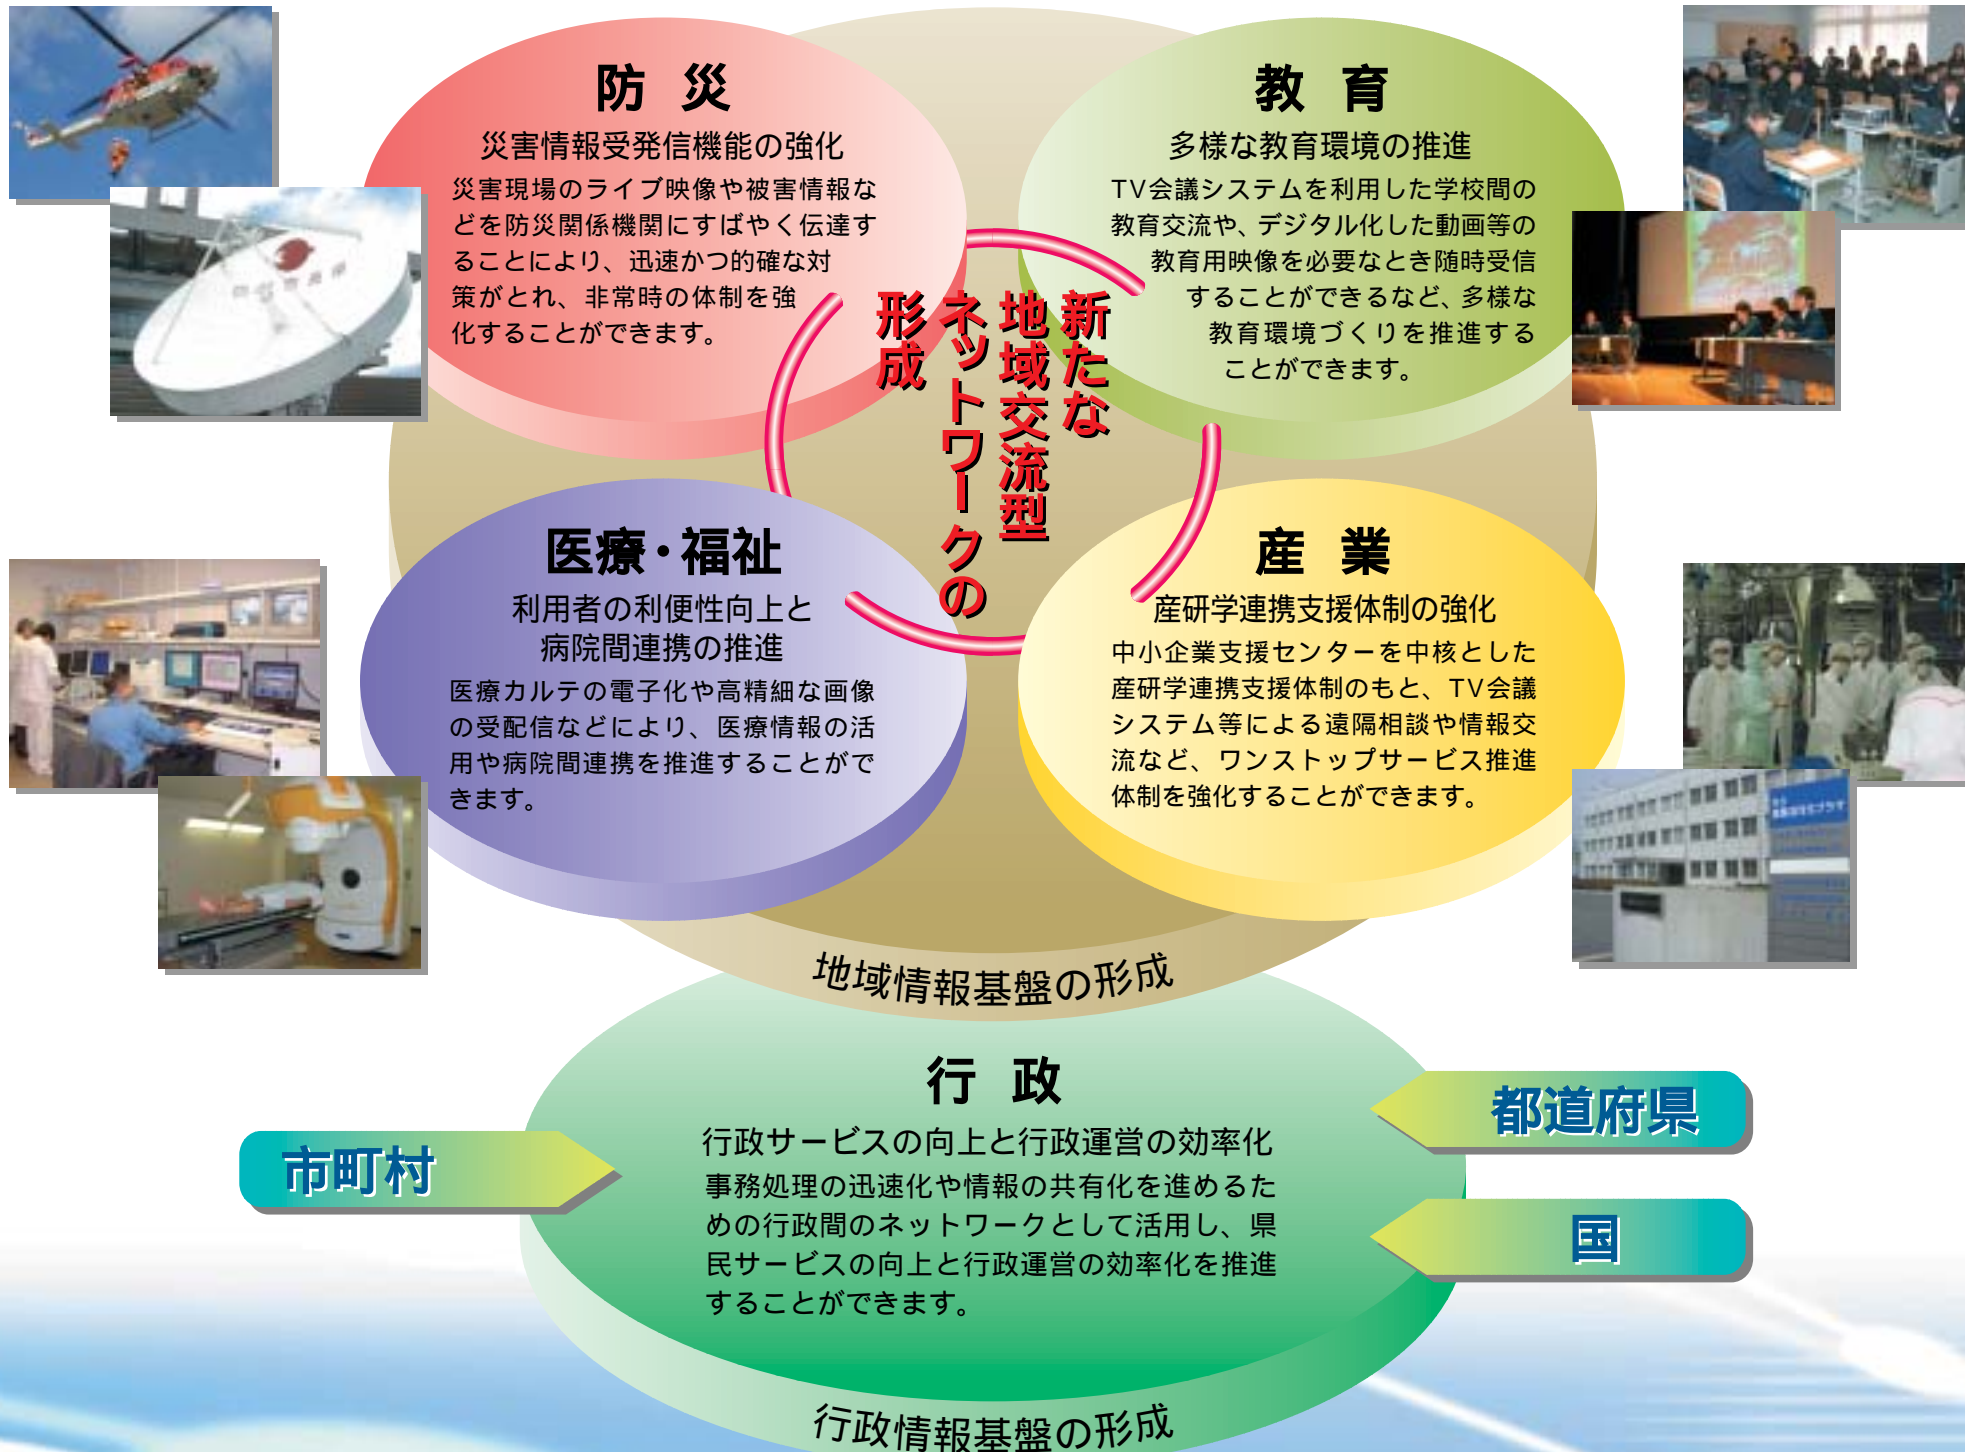 防災
災害情報受発信機能の強化
災害現場のライブ映像や被害情報な
どを防災関係機関にすばやく伝達す
ることにより、迅速かつ的確な対
策がとれ、非常時の体制を強
化することができます。
教育
多様な教育環境の推進
TV会議システムを利用した学校間の
教育交流や、デジタル化した動画等の
教育用映像を必要なとき随時受信
することができるなど、多様な
教育環境づくりを推進する
ことができます。
新たな
地域交流型
ネットワークの
形成
医療・福祉
利用者の利便性向上と
病院間連携の推進
医療カルテの電子化や高精細な画像
の受配信などにより、医療情報の活
用や病院間連携を推進することがで
きます。
産業
産研学連携支援体制の強化
中小企業支援センターを中核とした
産研学連携支援体制のもと、TV会議
システム等による遠隔相談や情報交
流など、ワンストップサービス推進
体制を強化することができます。
地域情報基盤の形成
行政
行政サービスの向上と行政運営の効率化
事務処理の迅速化や情報の共有化を進めるた
めの行政間のネットワークとして活用し、県
民サービスの向上と行政運営の効率化を推進
することができます。
市町村
都道府県
国
行政情報基盤の形成